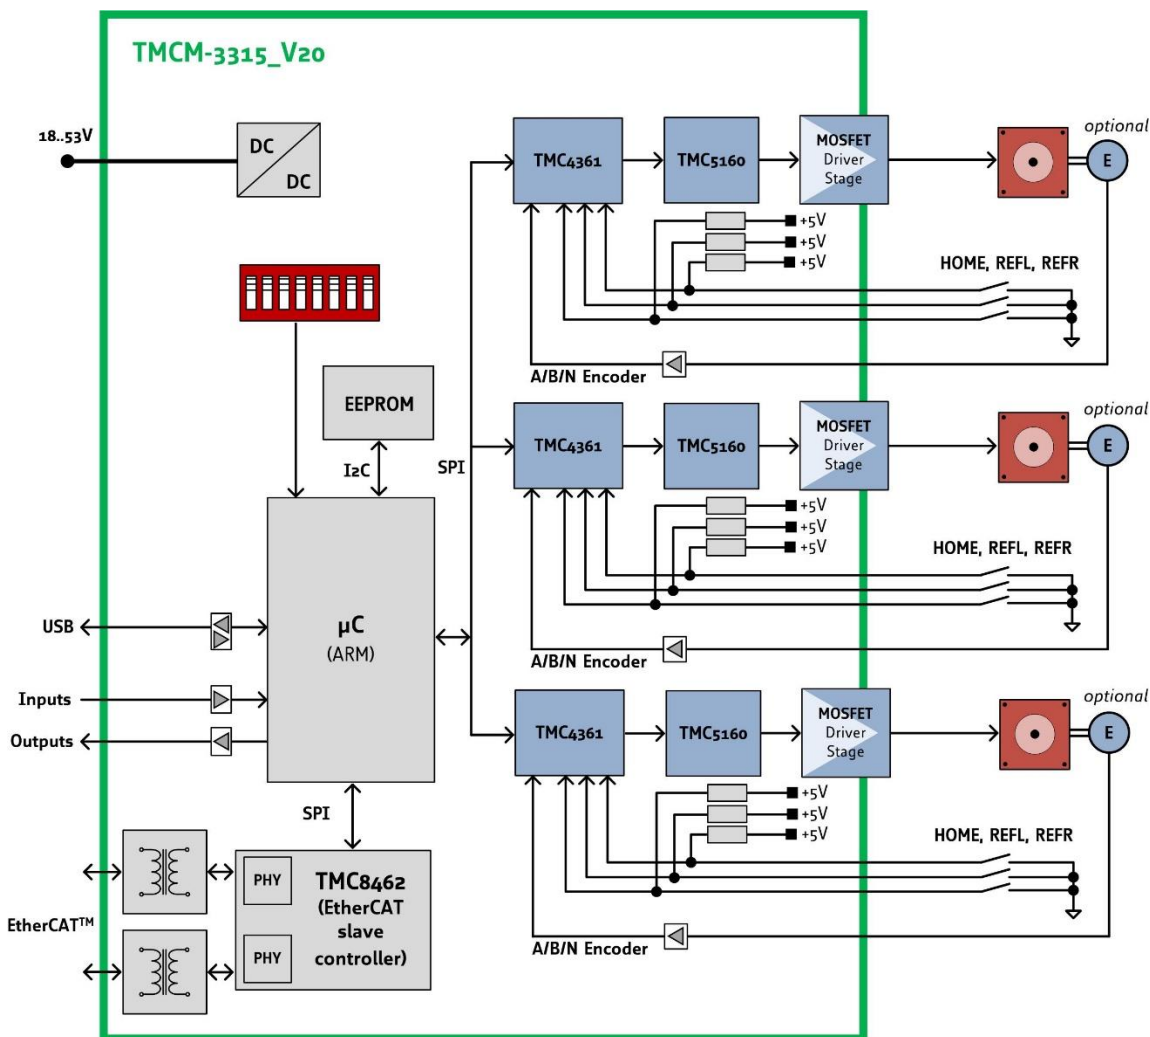 TMCM-3315_V20
18..53V
DC
DC
EEPROM
I2C
SPI
µC
(ARM)
USB
Inputs
Outputs
SPI
PHY
PHY
TMC8462
(EtherCAT
slave
controller)
EtherCAT™
TMC4361
TMC5160
MOSFET
Driver
Stage
optional
E
+5V
+5V
+5V
HOME, REFL, REFR
A/B/N Encoder
TMC4361
TMC5160
MOSFET
Driver
Stage
optional
E
+5V
+5V
+5V
HOME, REFL, REFR
A/B/N Encoder
TMC4361
TMC5160
MOSFET
Driver
Stage
optional
E
+5V
+5V
+5V
HOME, REFL, REFR
A/B/N Encoder